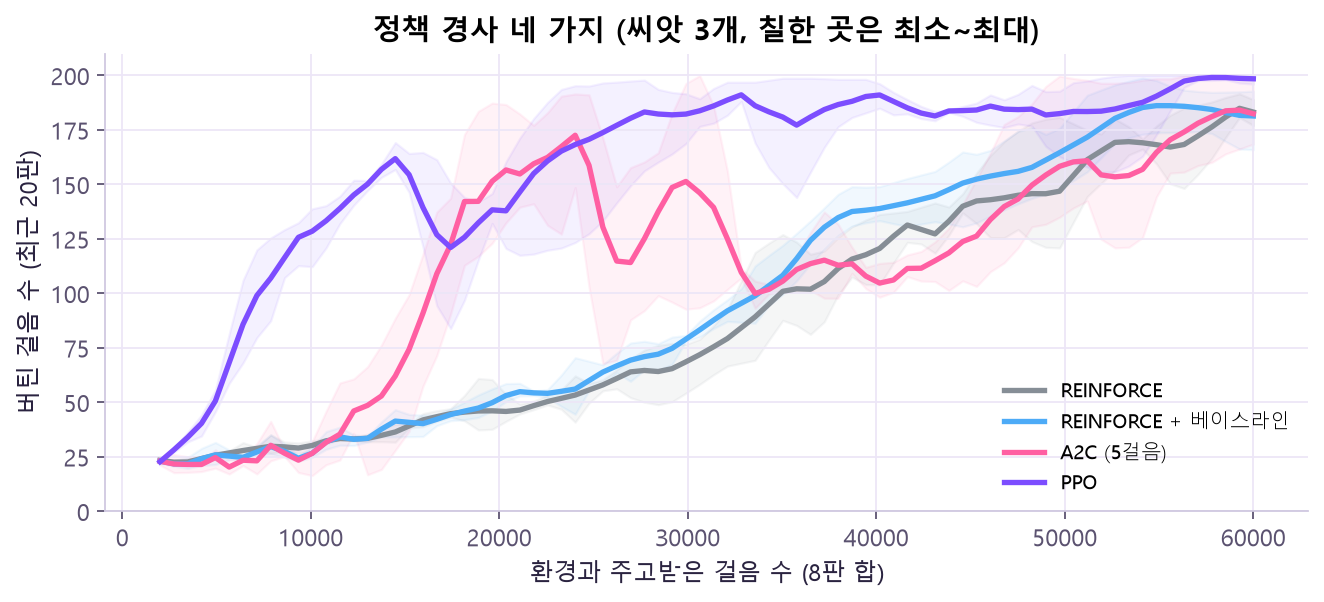 정책 경사 네 가지 (씨앗 3개, 칠한 곳은 최소~최대)
버틴 걸음 수 (최근 20판)
200
175
150
125
100
75
50
25
0
REINFORCE
REINFORCE + 베이스라인
A2C (5걸음)
PPO
0 10000 20000 30000 40000 50000 60000
환경과 주고받은 걸음 수 (8판 합)